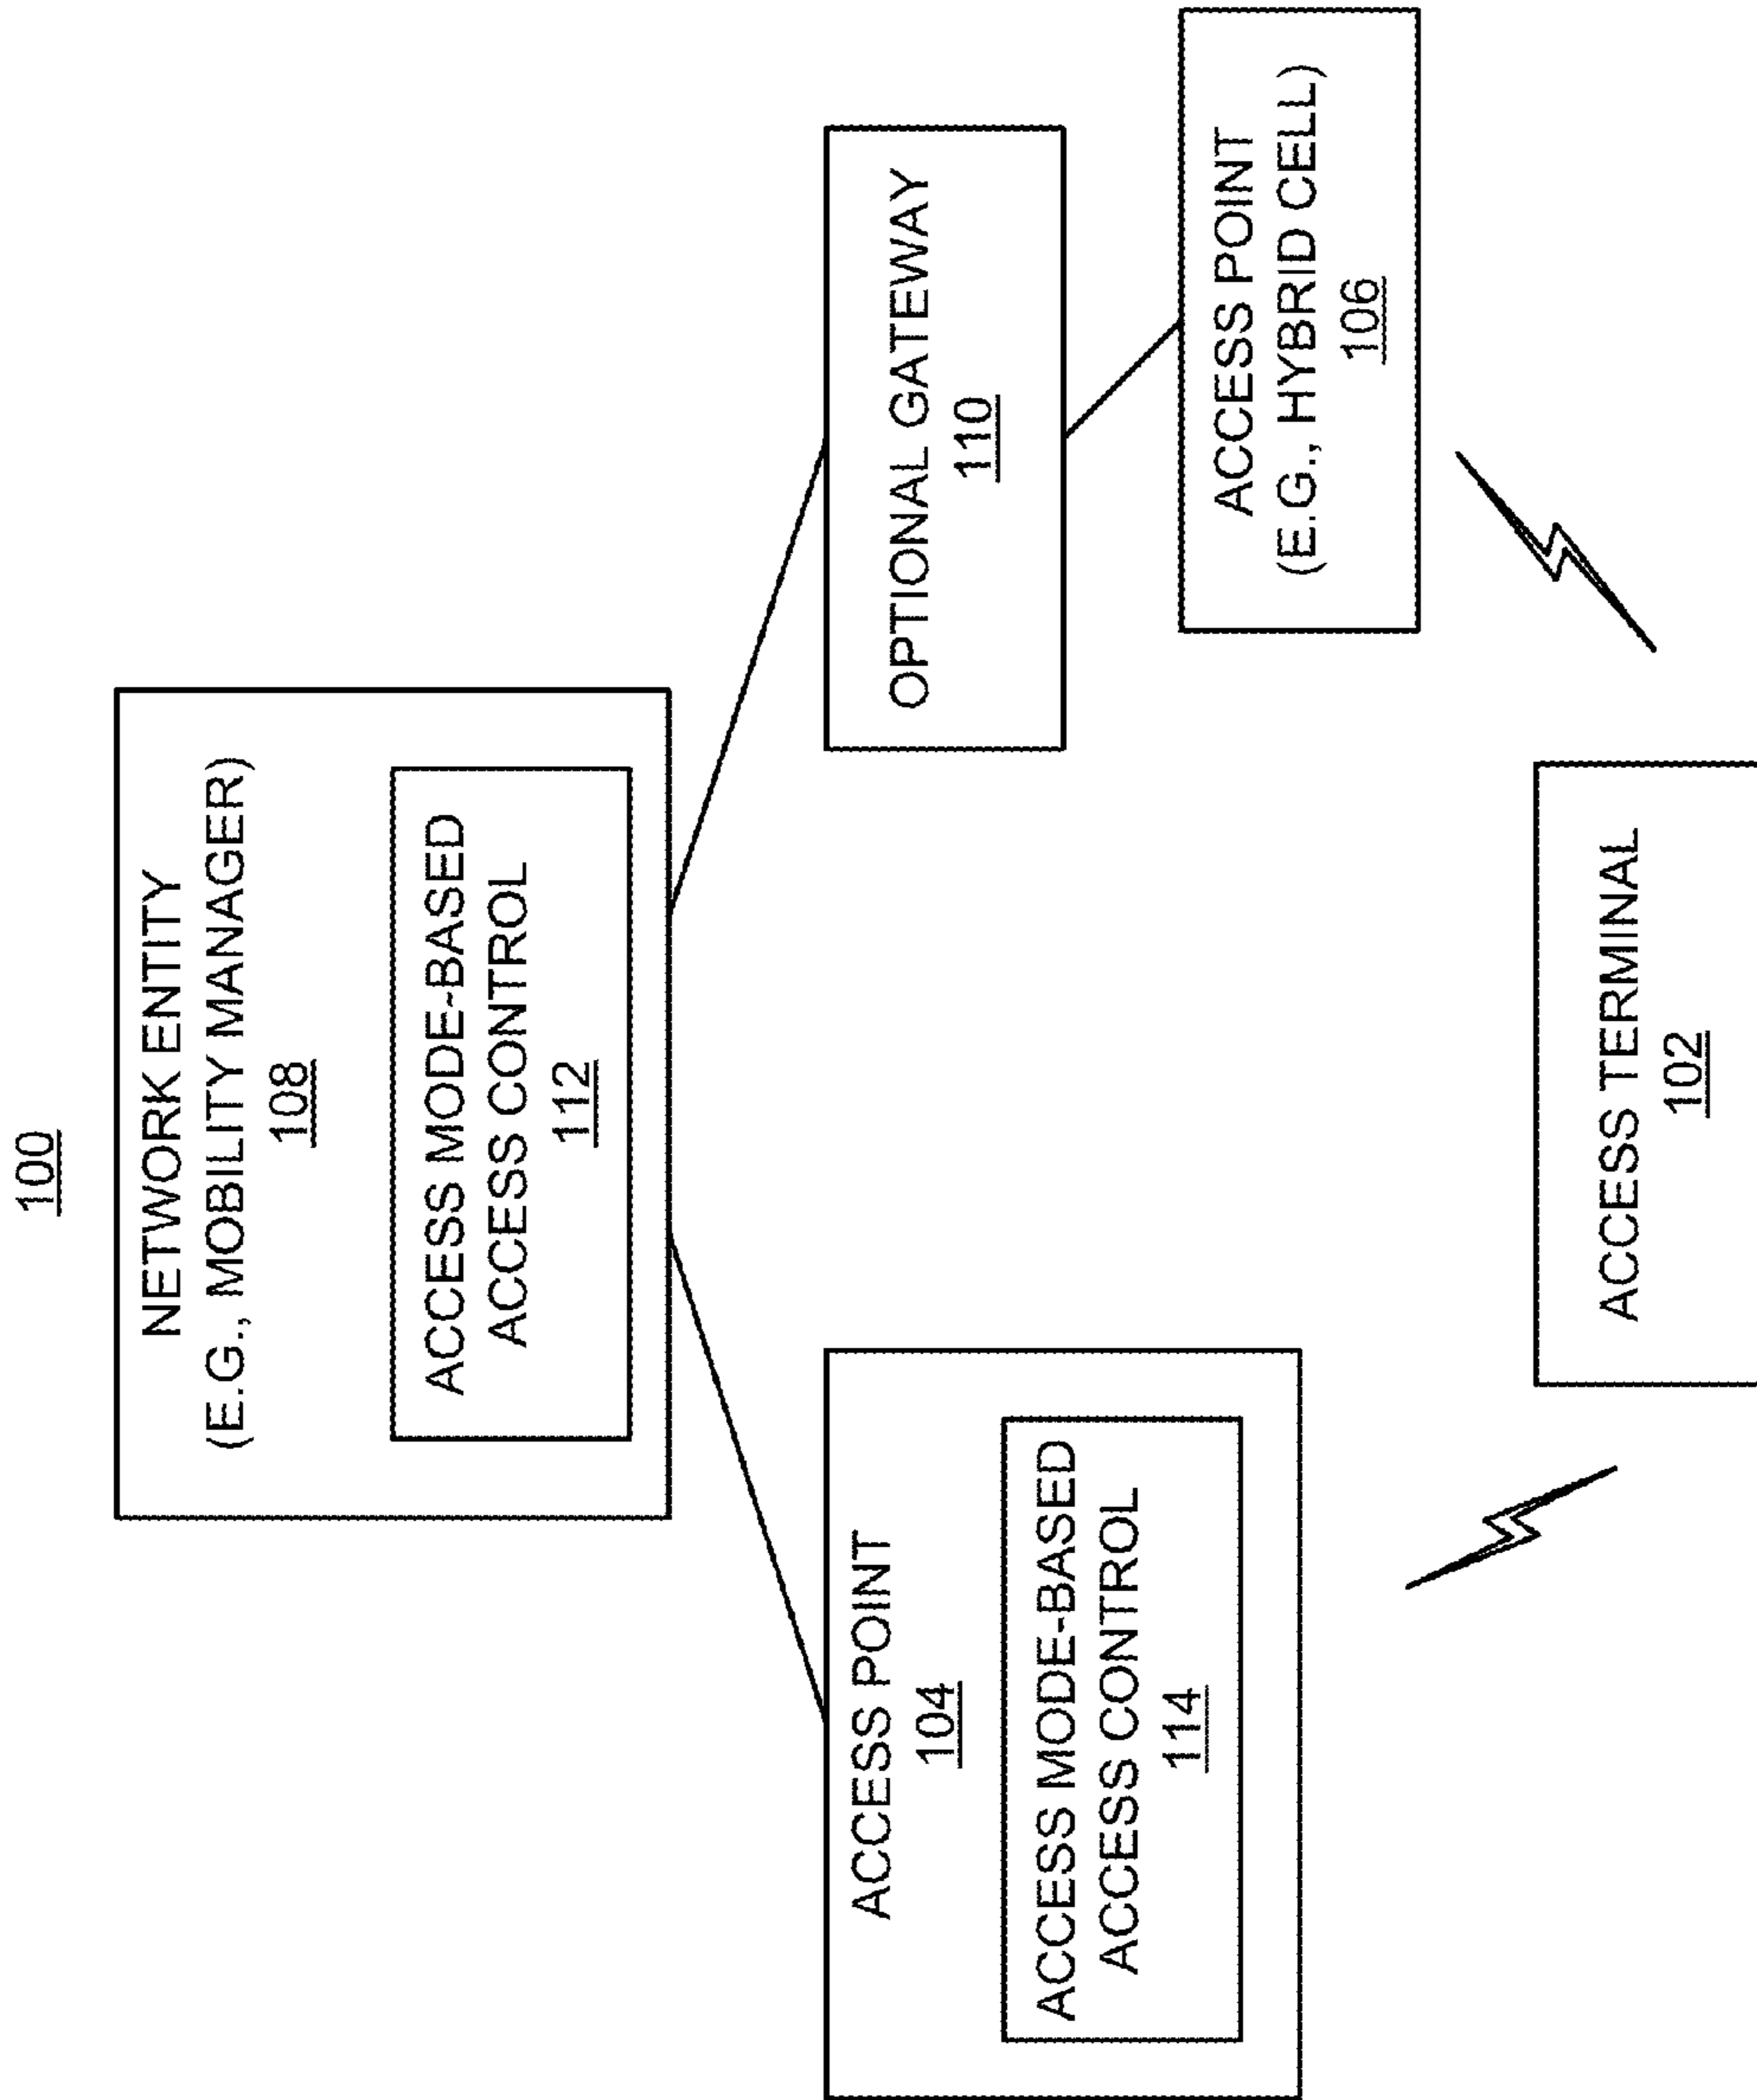 100
NETWORK ENTITY
(E.G., MOBILITY MANAGER)
108
ACCESS MODE-BASED
ACCESS CONTROL
112
ACCESS POINT
104
ACCESS MODE-BASED
ACCESS CONTROL
114
OPTIONAL GATEWAY
110
ACCESS POINT
(E.G., HYBRID CELL)
106
ACCESS TERMINAL
102